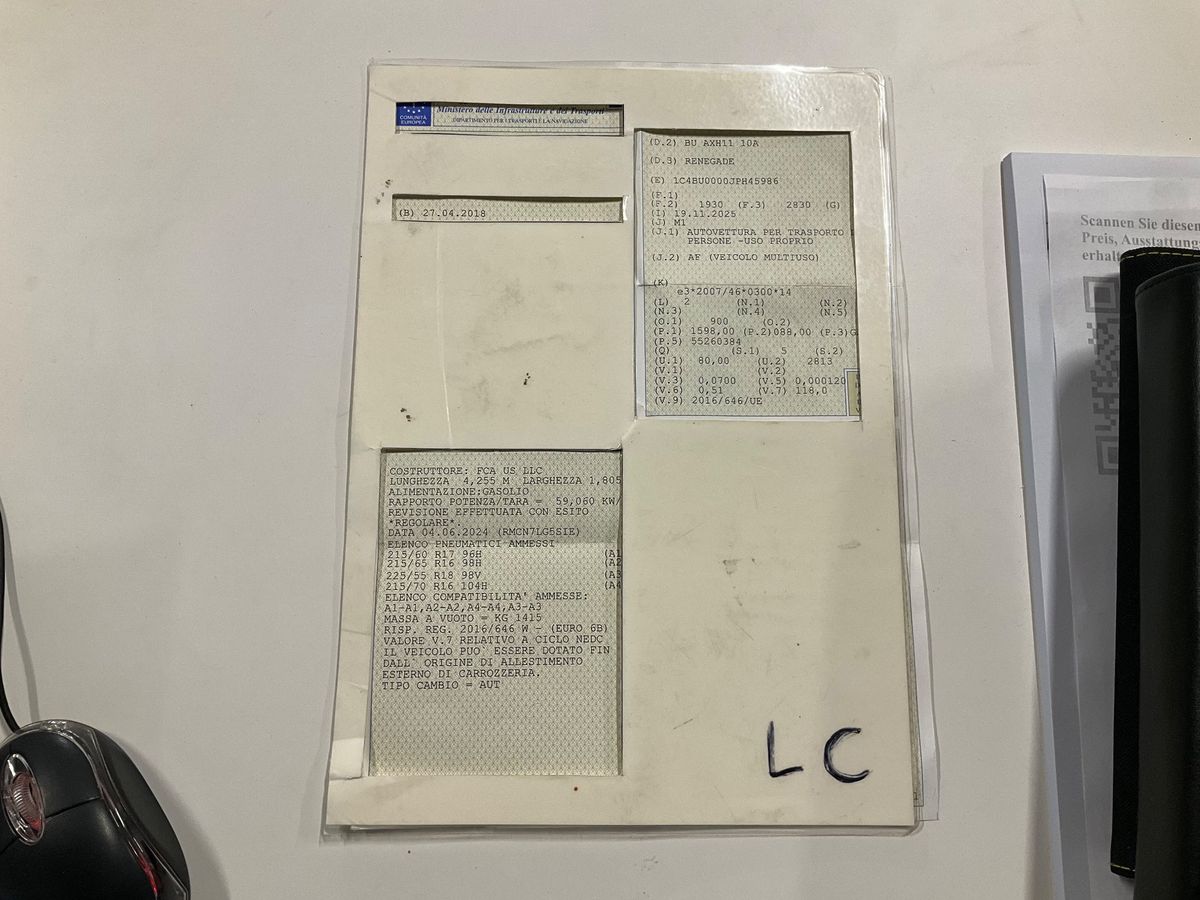 COMUNITÀ
EUROPEA
Ministero delle Infrastrutture e dei Trasporti
DIPARTIMENTO PER I TRASPORTI E LA NAVIGAZIONE
(B) 27.04.2018
(D.2) BU AXH11 10A
(D.3) RENEGADE
(E) 1C4BU0000JPH45986
(F.1)
(F.2) 1930 (F.3) 2830 (G)
(I) 19.11.2025
(J) M1
(J.1) AUTOVETTURA PER TRASPORTO
PERSONE -USO PROPRIO
(J.2) AF (VEICOLO MULTIUSO)
(K)
e3*2007/46*0300*14
(L) 2 (N.1) (N.2)
(N.3) (N.4) (N.5)
(O.1) 900 (O.2)
(P.1) 1598,00 (P.2)088,00 (P.3)G
(P.5) 55260384
(Q) (S.1) 5 (S.2)
(U.1) 80,00 (U.2) 2813
(V.1) (V.2)
(V.3) 0,0700 (V.5) 0,000120
(V.6) 0,51 (V.7) 118,0
(V.9) 2016/646/UE
COSTRUTTORE: FCA US LLC
LUNGHEZZA 4,255 M LARGHEZZA 1,805
ALIMENTAZIONE:GASOLIO
RAPPORTO POTENZA/TARA = 59,060 KW/
REVISIONE EFFETTUATA CON ESITO
*REGOLARE*.
DATA 04.06.2024 (RMCN7LG5SIE)
ELENCO PNEUMATICI AMMESSI
215/60 R17 96H (A1
215/65 R16 98H (A2
225/55 R18 98V (A3
215/70 R16 104H (A4
ELENCO COMPATIBILITA' AMMESSE:
A1-A1,A2-A2,A4-A4,A3-A3
MASSA A VUOTO = KG 1415
RISP. REG. 2016/646 W - (EURO 6B)
VALORE V.7 RELATIVO A CICLO NEDC
IL VEICOLO PUO` ESSERE DOTATO FIN
DALL` ORIGINE DI ALLESTIMENTO
ESTERNO DI CARROZZERIA.
TIPO CAMBIO = AUT
LC
Scannen Sie diesen
Preis, Ausstattung
erhalt